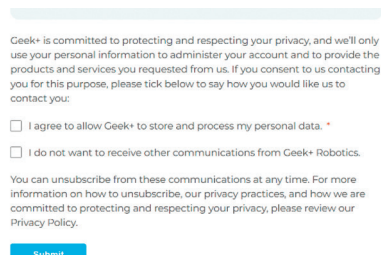 Geek+ is committed to protecting and respecting your privacy, and we'll only
use your personal information to administer your account and to provide the
products and services you requested from us. If you consent to us contacting
you for this purpose, please tick below to say how you would like us to
contact you:
I agree to allow Geek+ to store and process my personal data. *
I do not want to receive other communications from Geek+ Robotics.
You can unsubscribe from these communications at any time. For more
information on how to unsubscribe, our privacy practices, and how we are
committed to protecting and respecting your privacy, please review our
Privacy Policy.
Submit